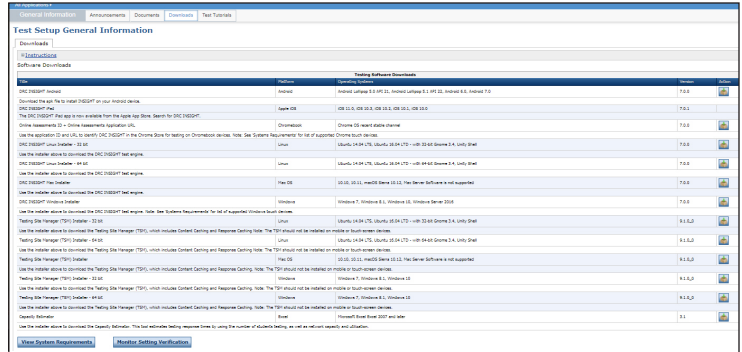 All Applications
General Information Announcements Documents Downloads Test Tutorials
Test Setup General Information
Downloads
Instructions
Software Downloads
Testing Software Downloads
Title Platform Operating Systems Version Action
DRC INSIGHT Android Android Android Lollipop 5.0 API 21, Android Lollipop 5.1 API 22, Android 6.0, Android 7.0 7.0.0
Download the apk file to install INSIGHT on your Android device.
DRC INSIGHT iPad Apple iOS iOS 11.0, iOS 10.3, iOS 10.2, iOS 10.1, iOS 10.0 7.0.1
The DRC INSIGHT iPad app is now available from the Apple App Store. Search for DRC INSIGHT.
Online Assessments ID + Online Assessments Application URL Chromebook Chrome OS recent stable channel 7.0.0
Use the application ID and URL to identify DRC INSIGHT in the Chrome Store for testing on Chromebook devices. Note: See 'Systems Requirements' for list of supported Chrome touch devices.
DRC INSIGHT Linux Installer - 32 bit Linux Ubuntu 14.04 LTS, Ubuntu 16.04 LTD - with 32-bit Gnome 3.4, Unity Shell 7.0.0
Use the installer above to download the DRC INSIGHT test engine.
DRC INSIGHT Linux Installer - 64 bit Linux Ubuntu 14.04 LTS, Ubuntu 16.04 LTD - with 64-bit Gnome 3.4, Unity Shell 7.0.0
Use the installer above to download the DRC INSIGHT test engine.
DRC INSIGHT Mac Installer Mac OS 10.10, 10.11, macOS Sierra 10.12, Mac Server Software is not supported 7.0.0
Use the installer above to download the DRC INSIGHT test engine.
DRC INSIGHT Windows Installer Windows Windows 7, Windows 8.1, Windows 10, Windows Server 2016 7.0.0
Use the installer above to download the DRC INSIGHT test engine. Note: See 'Systems Requirements' for list of supported Windows touch devices.
Testing Site Manager (TSM) Installer - 32 bit Linux Ubuntu 14.04 LTS, Ubuntu 16.04 LTD - with 32-bit Gnome 3.4, Unity Shell 9.1.0_0
Use the installer above to download the Testing Site Manager (TSM), which includes Content Caching and Response Caching Note: The TSM should not be installed on mobile or touch-screen devices.
Testing Site Manager (TSM) Installer - 64 bit Linux Ubuntu 14.04 LTS, Ubuntu 16.04 LTD - with 64-bit Gnome 3.4, Unity Shell 9.1.0_0
Use the installer above to download the Testing Site Manager (TSM), which includes Content Caching and Response Caching. Note: The TSM should not be installed on mobile or touch-screen devices.
Testing Site Manager (TSM) Installer Mac OS 10.10, 10.11, macOS Sierra 10.12, Mac Server Software is not supported 9.1.0_0
Use the installer above to download the Testing Site Manager (TSM), which includes Content Caching and Response Caching. Note: The TSM should not be installed on mobile or touch-screen devices.
Testing Site Manager (TSM) Installer - 32 bit Windows Windows 7, Windows 8.1, Windows 10 9.1.0_0
Use the installer above to download the Testing Site Manager (TSM), which includes Content Caching and Response Caching. Note: The TSM should not be installed on mobile or touch-screen devices.
Testing Site Manager (TSM) Installer - 64 bit Windows Windows 7, Windows 8.1, Windows 10 9.1.0_0
Use the installer above to download the Testing Site Manager (TSM), which includes Content Caching and Response Caching. Note: The TSM should not be installed on mobile or touch-screen devices.
Capacity Estimator Excel Microsoft Excel Excel 2007 and later 3.1
Use the installer above to download the Capacity Estimator. This tool estimates testing response times by using the number of students testing, as well as network capacity and utilization.
View System Requirements Monitor Setting Verification